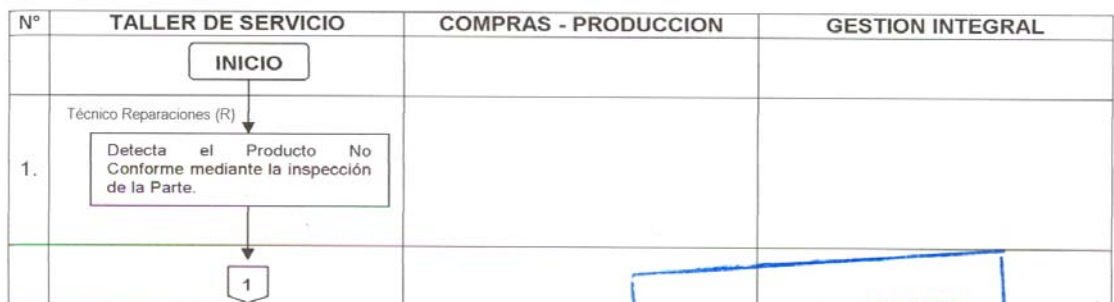 N° TALLER DE SERVICIO COMPRAS - PRODUCCION GESTION INTEGRAL
INICIO
Técnico Reparaciones (R)
1.
Detecta el Producto No
Conforme mediante la inspección
de la Parte.
1